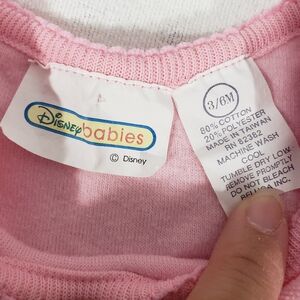 DISNEY babies
© Disney
3/6M
80% COTTON
20% POLYESTER
MADE IN TAIWAN
RN 82382
MACHINE WASH
COOL
TUMBLE DRY LOW
REMOVE PROMPTLY
DO NOT BLEACH
INC.